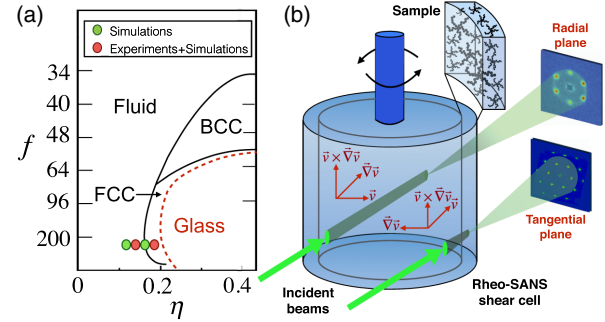 (a)
Simulations
Experiments+Simulations
34
40
48
64
96
200
f
Fluid
BCC
FCC
Glass
0
0.2
0.4
η
(b)
Sample
Radial
plane
v⃗ × ∇⃗v⃗
∇⃗v⃗
v⃗
v⃗ × ∇⃗v⃗
∇⃗v⃗
v⃗
Tangential
plane
Incident
beams
Rheo-SANS
shear cell